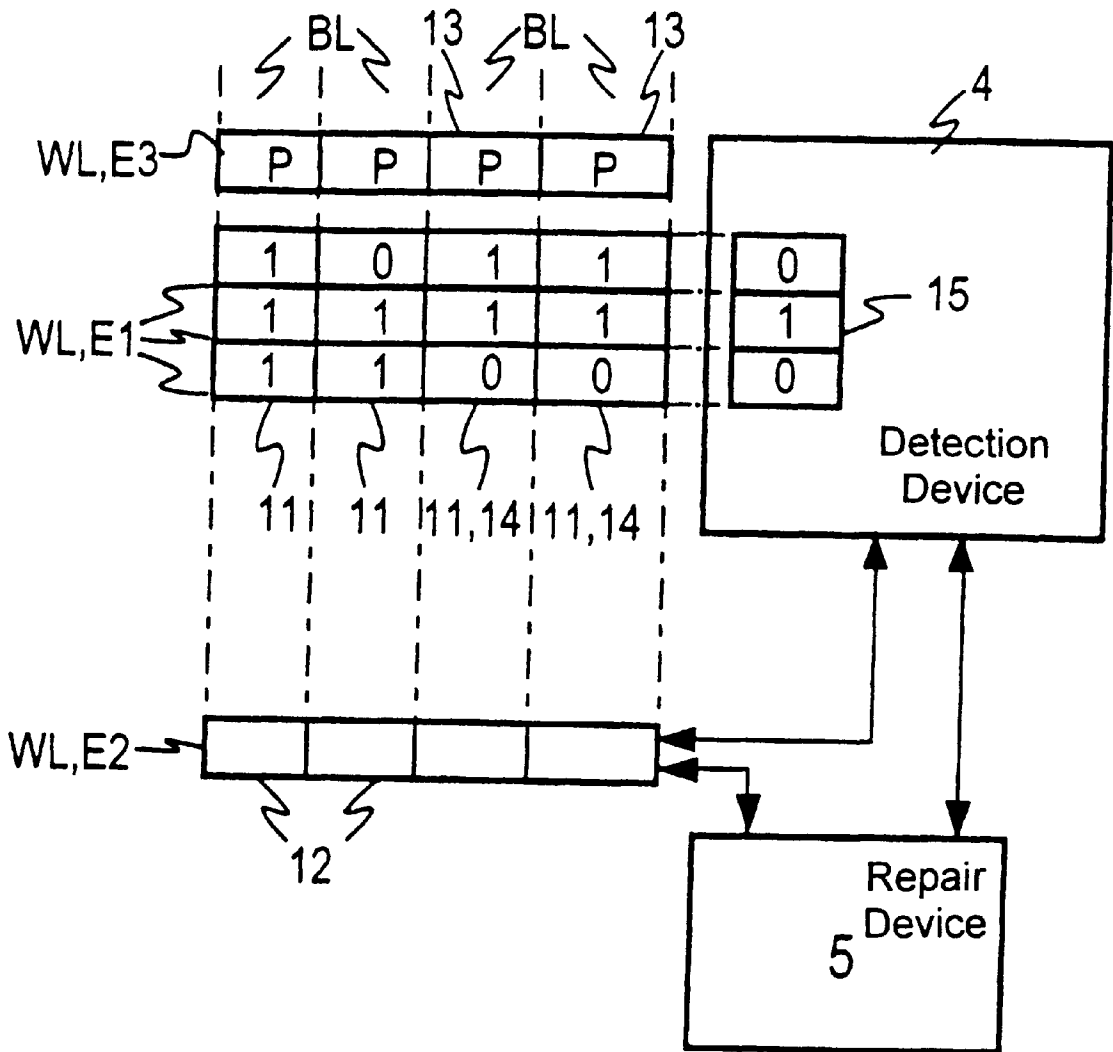 BL 13 BL 13
4
WL,E3 P P P P
1 0 1 1 0
15
WL,E1 1 1 1 1 1
1 1 0 0 0
Detection
Device
11 11 11,14 11,14
WL,E2
12
Repair
Device
5